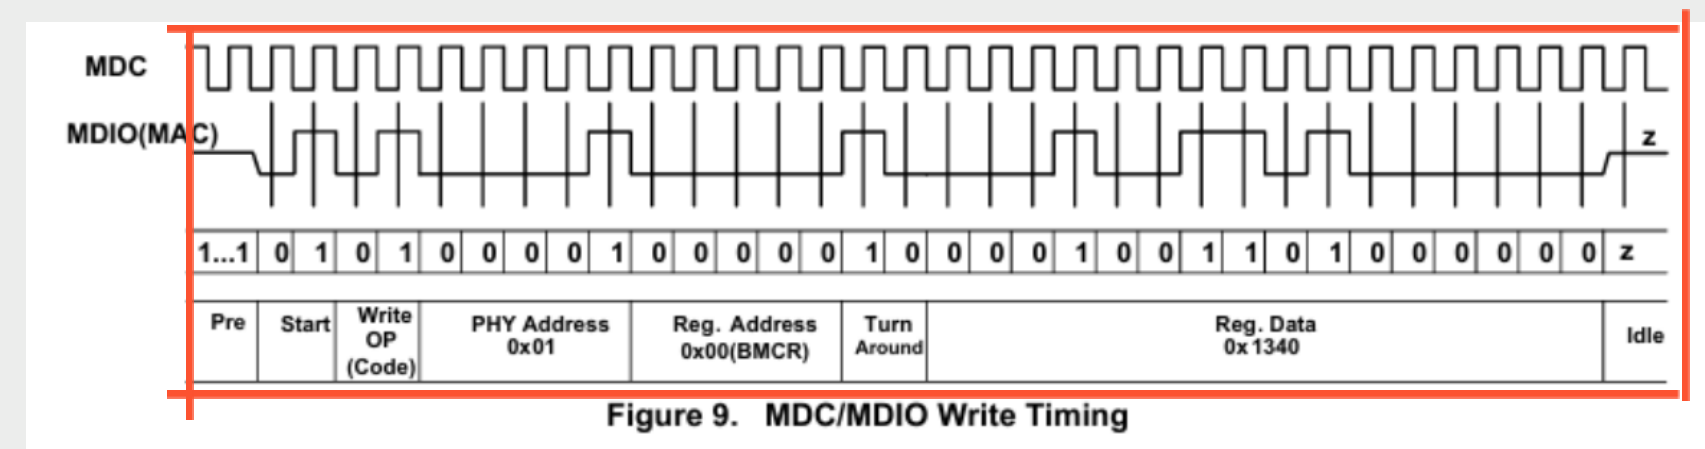 MDC
MDIO(MAC)
z
1...1 0 1 0 1 0 0 0 0 1 0 0 0 0 0 1 0 0 0 0 1 0 0 1 1 0 1 0 0 0 0 0 0 z
Pre Start Write OP (Code) PHY Address 0x01 Reg. Address 0x00(BMCR) Turn Around Reg. Data 0x1340 Idle
Figure 9. MDC/MDIO Write Timing